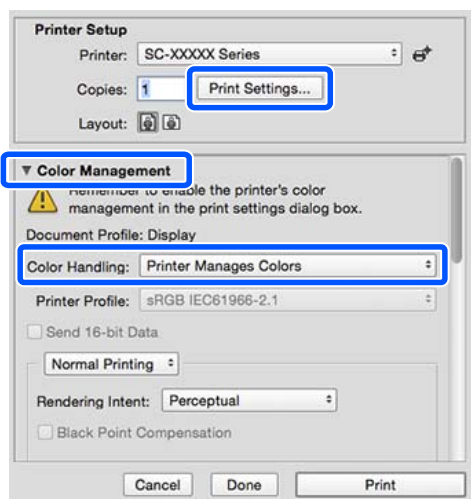 Printer Setup
Printer: SC-XXXXX Series
Copies: 1 Print Settings...
Layout:
▼ Color Management
Remember to enable the printer's color
management in the print settings dialog box.
Document Profile: Display
Color Handling: Printer Manages Colors
Printer Profile: sRGB IEC61966-2.1
Send 16-bit Data
Normal Printing
Rendering Intent: Perceptual
Black Point Compensation
Cancel Done Print